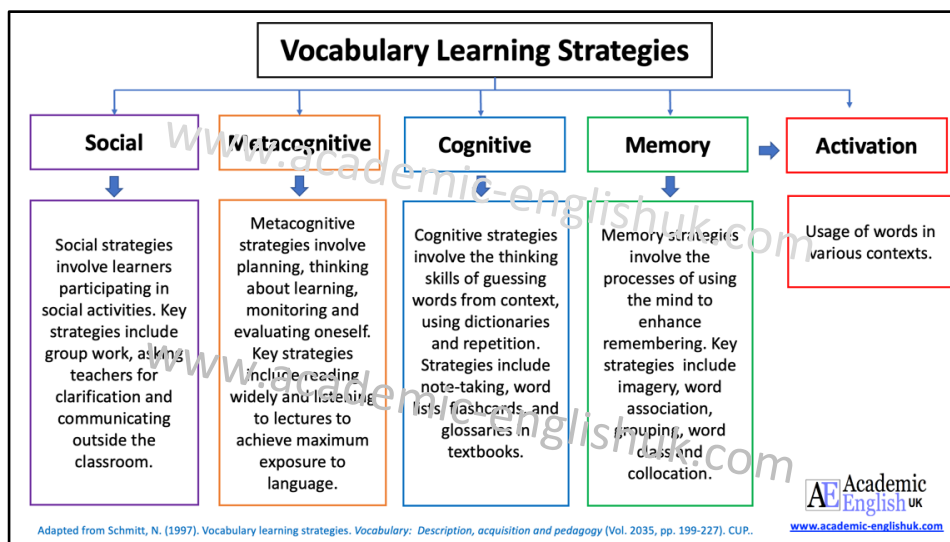 Vocabulary Learning Strategies
Social
Metacognitive
Cognitive
Memory
Activation
Social strategies
involve learners
participating in
social activities. Key
strategies include
group work, asking
teachers for
clarification and
communicating
outside the
classroom.
Metacognitive
strategies involve
planning, thinking
about learning,
monitoring and
evaluating oneself.
Key strategies
include reading
widely and listening
to lectures to
achieve maximum
exposure to
language.
Cognitive strategies
involve the thinking
skills of guessing
words from context,
using dictionaries
and repetition.
Strategies include
note-taking, word
lists, flashcards, and
glossaries in
textbooks.
Memory strategies
involve the
processes of using
the mind to
enhance
remembering. Key
strategies include
imagery, word
association,
grouping, word
class and
collocation.
Usage of words in
various contexts.
www.academic-englishuk.com
www.academic-englishuk.com
AE Academic
English UK
www.academic-englishuk.com
Adapted from Schmitt, N. (1997). Vocabulary learning strategies. Vocabulary: Description, acquisition and pedagogy (Vol. 2035, pp. 199-227). CUP..